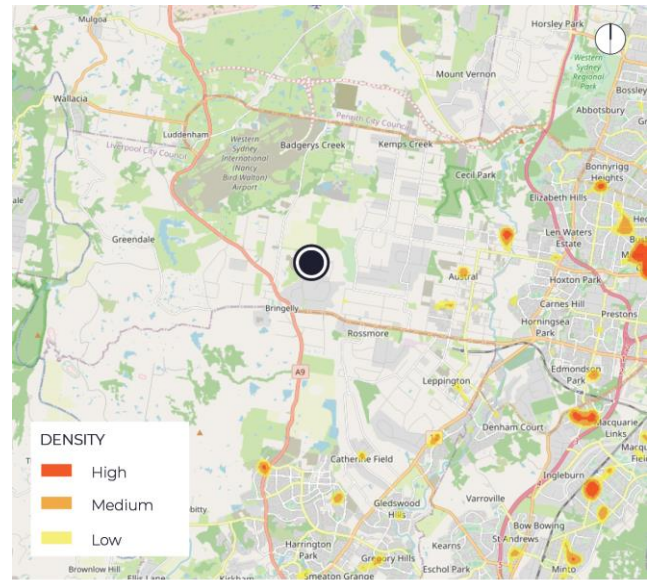 Mulgoa
Horsley Park
Western
Sydney
Regional
Park
Mount Vernon
Wallacia
Abbotsbury
Penrith City Council
Luddenham
Liverpool City Council
Western
Sydney
International
(Nancy
Bird Walton)
Airport
Badgerys Creek
Kemps Creek
Bonnyrigg
Heights
Cecil Park
Elizabeth Hills
Greendale
Len Waters
Estate
Austral
Hoxton Park
Bringelly
Carnes Hill
Prestons
Horningsea
Park
Rossmore
A9
Edmondson
Park
Leppington
Macquarie
Links
Denham Court
DENSITY
High
Medium
Low
Catherine Field
Ingleburn
Varroville
Gledswood
Hills
Bow Bowing
Harrington
Park
Kearns
St Andrews
Gregory Hills
Minto
Eschol Park
Smeaton Grange
Brownlow Hill